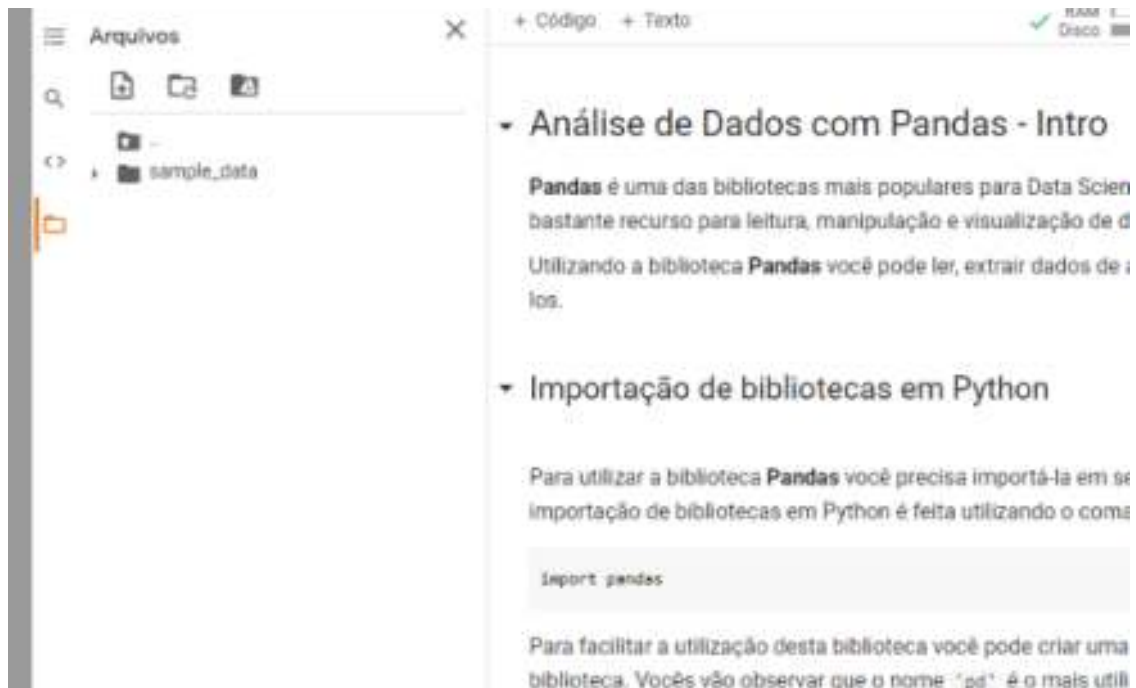 Arquivos
..
sample_data
+ Código + Texto
RAM
Disco
Análise de Dados com Pandas - Intro
Pandas é uma das bibliotecas mais populares para Data Scien
bastante recurso para leitura, manipulação e visualização de d
Utilizando a biblioteca Pandas você pode ler, extrair dados de a
los.
Importação de bibliotecas em Python
Para utilizar a biblioteca Pandas você precisa importá-la em se
importação de bibliotecas em Python é feita utilizando o coma
import pandas
Para facilitar a utilização desta biblioteca você pode criar uma
biblioteca. Vocês vão observar que o nome 'pd' é o mais utili